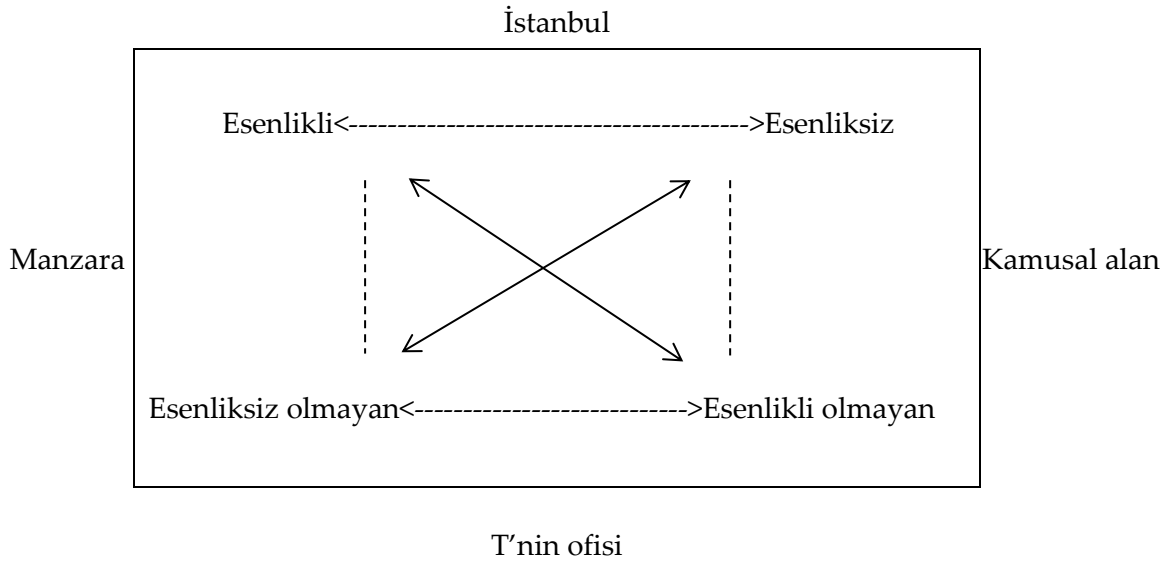 İstanbul
Esenlikli<----------------------------------------->Esenliksiz
Manzara
Kamusal alan
Esenliksiz olmayan<---------------------------->Esenlikli olmayan
T’nin ofisi